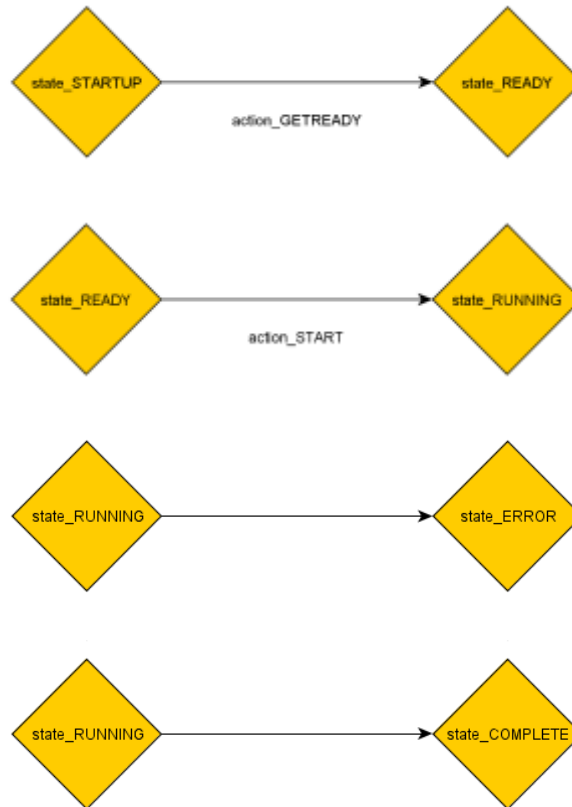 state_STARTUP
state_READY
action_GETREADY
state_READY
state_RUNNING
action_START
state_RUNNING
state_ERROR
state_RUNNING
state_COMPLETE